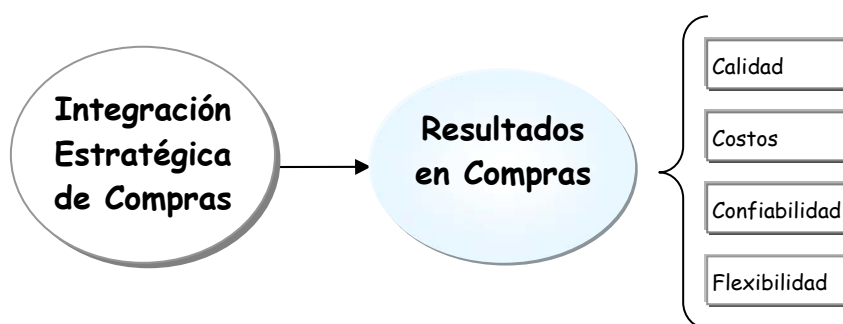 Integración
Estratégica
de Compras
Resultados
en Compras
Calidad
Costos
Confiabilidad
Flexibilidad